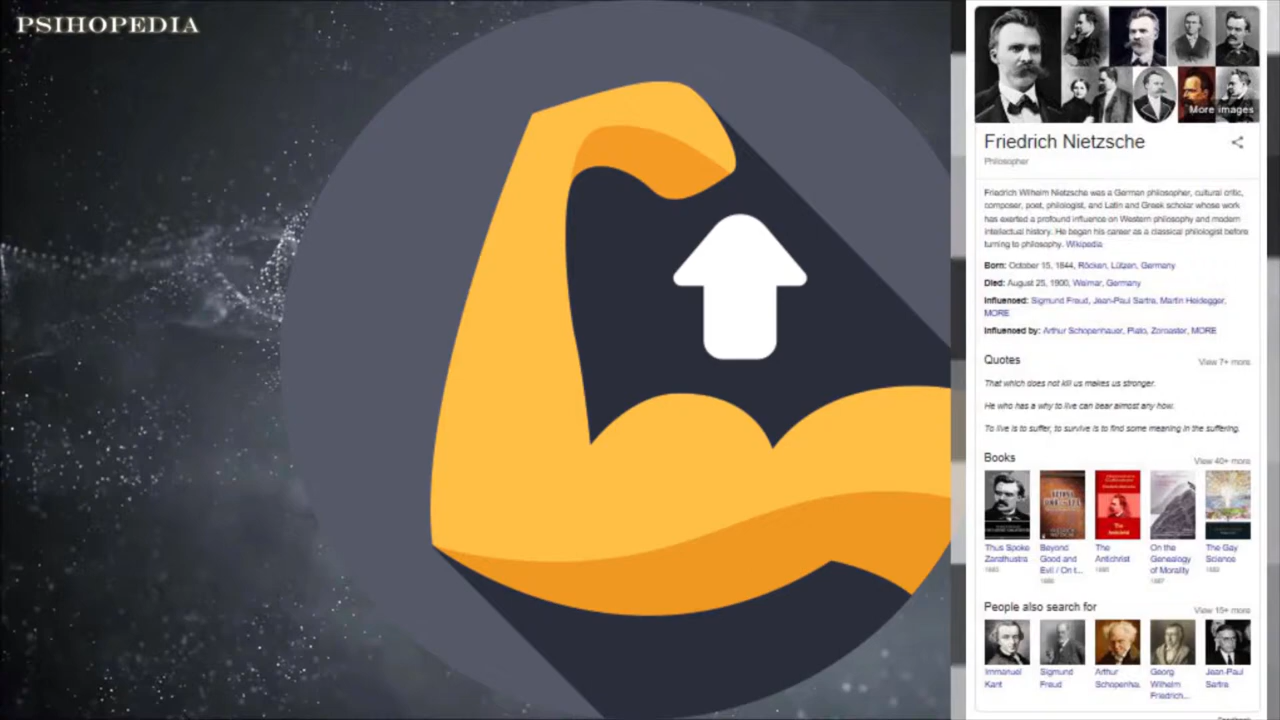 PSIHOPEDIA
More images
Friedrich Nietzsche
Philosopher
Friedrich Wilhelm Nietzsche was a German philosopher, cultural critic,
composer, poet, philologist, and Latin and Greek scholar whose work
has exerted a profound influence on Western philosophy and modern
intellectual history. He began his career as a classical philologist before
turning to philosophy. Wikipedia
Born: October 15, 1844, Röcken, Lützen, Germany
Died: August 25, 1900, Weimar, Germany
Influenced: Sigmund Freud, Jean-Paul Sartre, Martin Heidegger,
MORE
Influenced by: Arthur Schopenhauer, Plato, Zoroaster, MORE
Quotes
View 7+ more
That which does not kill us makes us stronger.
He who has a why to live can bear almost any how.
To live is to suffer, to survive is to find some meaning in the suffering.
Books
View 40+ more
Thus Spoke
Zarathustra
Beyond
Good and
Evil / On t...
The
Antichrist
On the
Genealogy
of Morality
The Gay
Science
People also search for
View 15+ more
Immanuel
Kant
Sigmund
Freud
Arthur
Schopenha..
Georg
Wilhelm
Friedrich...
Jean-Paul
Sartre